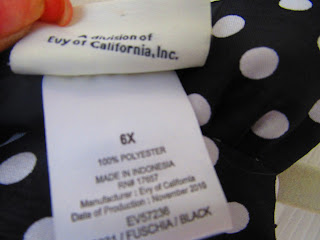 A division of
Evy of California, Inc.
6X
100% POLYESTER
MADE IN INDONESIA
RN# 17657
Manufacturer : Evy of California
Date of Production : November 2010
EV57236
/ FUSCHIA / BLACK